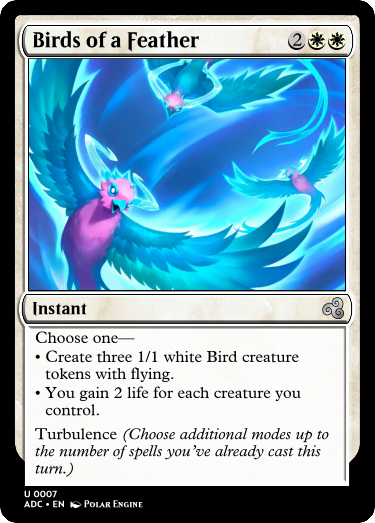 Birds of a Feather 2
Instant
Choose one—
• Create three 1/1 white Bird creature
tokens with flying.
• You gain 2 life for each creature you
control.
Turbulence (Choose additional modes up to
the number of spells you’ve already cast this
turn.)
U 0007
ADC • EN Polar Engine